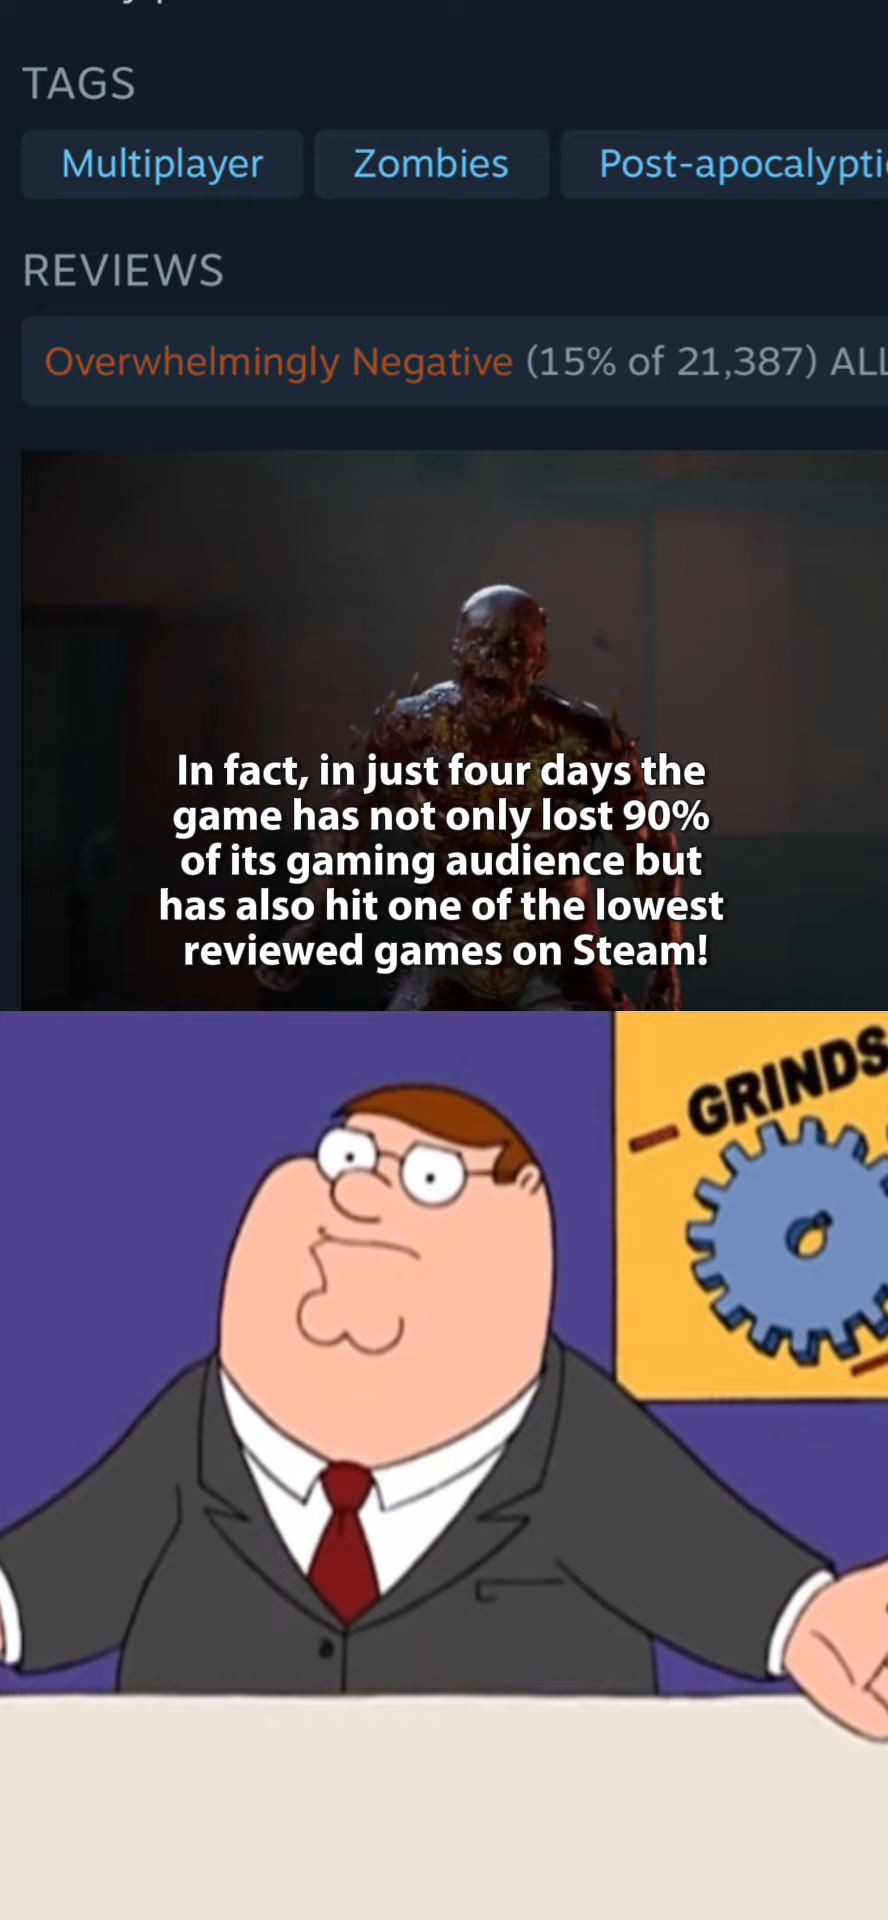 TAGS
Multiplayer Zombies
REVIEWS
Overwhelmingly Negative (15% of 21,387)
In fact, in just four days the
game has not only lost 90%
of its gaming audience but
has also hit one of the lowest
reviewed games on Steam!
GRINDS